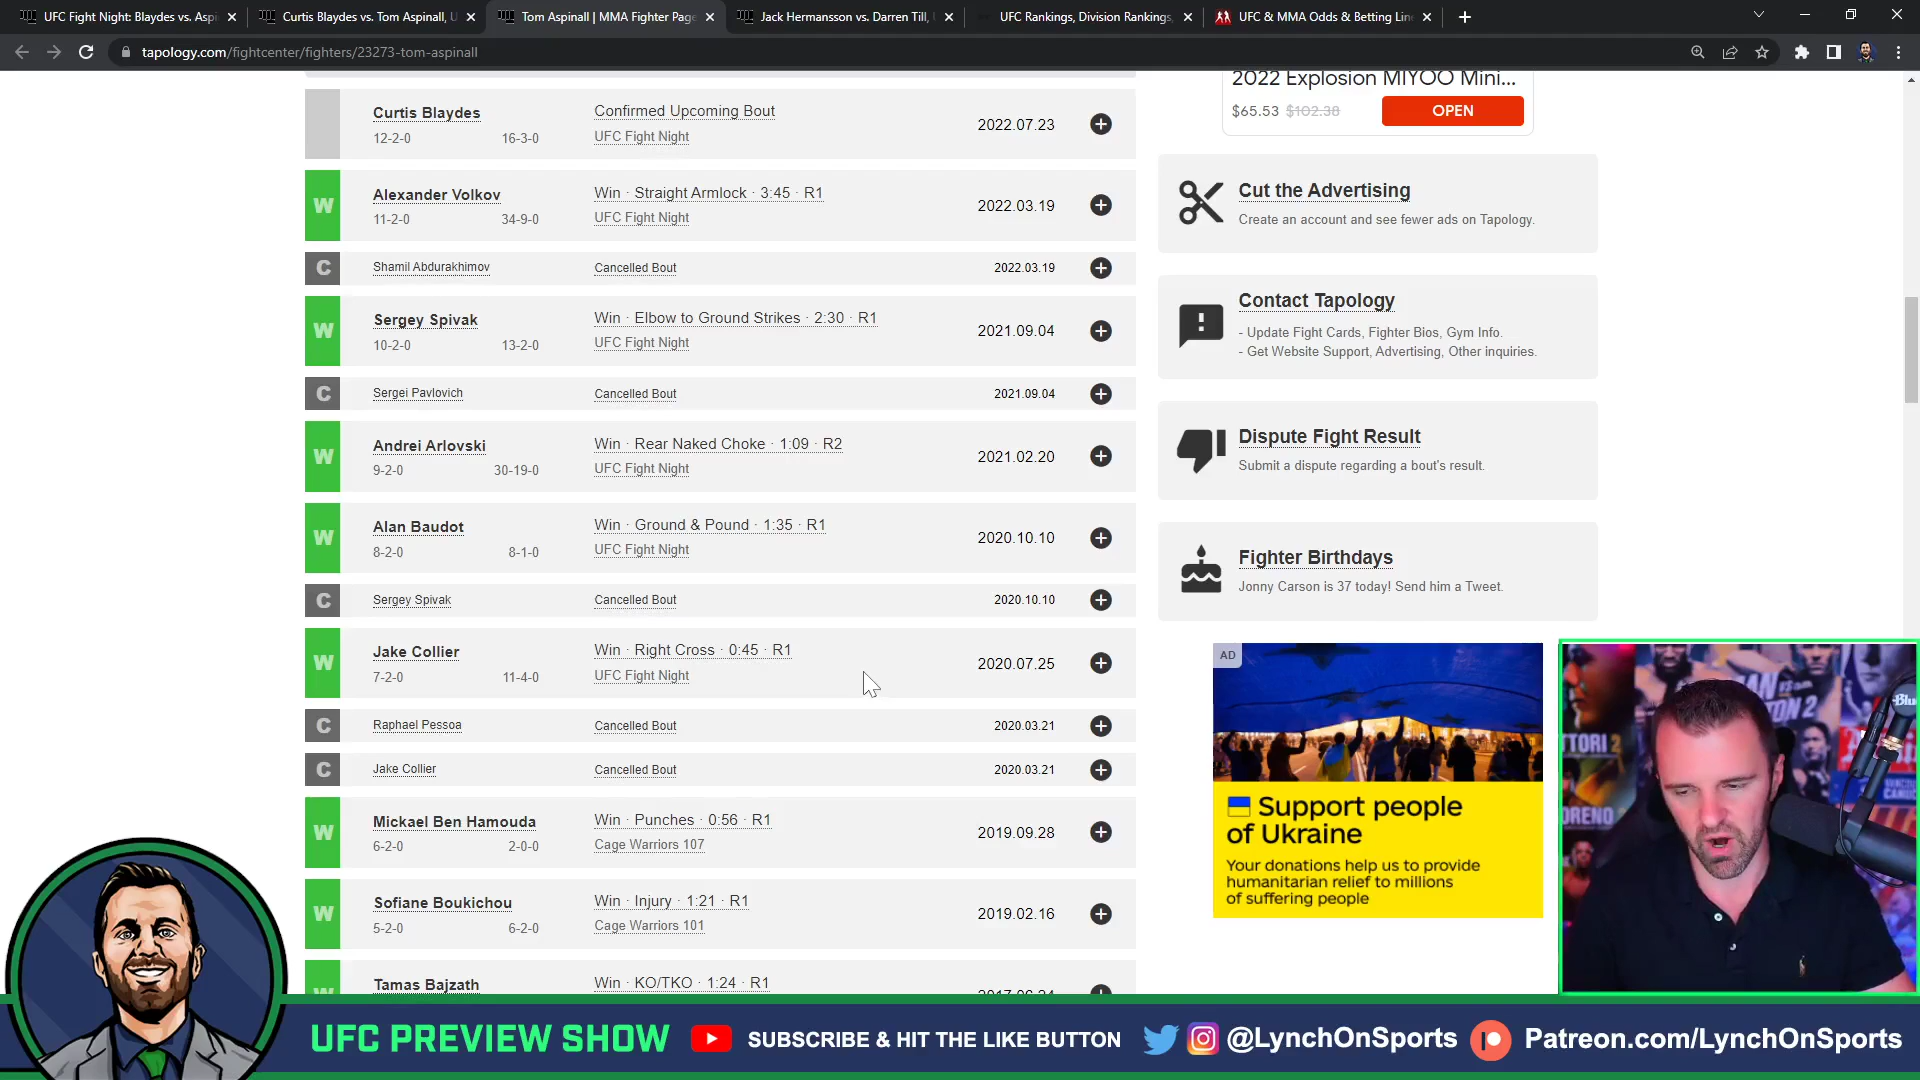 UFC Fight Night: Blaydes vs. Aspi
Curtis Blaydes vs. Tom Aspinall, U
Tom Aspinall | MMA Fighter Page
Jack Hermansson vs. Darren Till,
UFC Rankings, Division Rankings,
UFC & MMA Odds & Betting Lin
tapology.com/fightcenter/fighters/23273-tom-aspinall
2022 Explosion MIYOO Mini...
$65.53 $102.38 OPEN
Curtis Blaydes
12-2-0 16-3-0
Confirmed Upcoming Bout
UFC Fight Night
2022.07.23
W
Alexander Volkov
11-2-0 34-9-0
Win · Straight Armlock · 3:45 · R1
UFC Fight Night
2022.03.19
C Shamil Abdurakhimov Cancelled Bout 2022.03.19
W
Sergey Spivak
10-2-0 13-2-0
Win · Elbow to Ground Strikes · 2:30 · R1
UFC Fight Night
2021.09.04
C Sergei Pavlovich Cancelled Bout 2021.09.04
W
Andrei Arlovski
9-2-0 30-19-0
Win · Rear Naked Choke · 1:09 · R2
UFC Fight Night
2021.02.20
W
Alan Baudot
8-2-0 8-1-0
Win · Ground & Pound · 1:35 · R1
UFC Fight Night
2020.10.10
C Sergey Spivak Cancelled Bout 2020.10.10
W
Jake Collier
7-2-0 11-4-0
Win · Right Cross · 0:45 · R1
UFC Fight Night
2020.07.25
C Raphael Pessoa Cancelled Bout 2020.03.21
C Jake Collier Cancelled Bout 2020.03.21
W
Mickael Ben Hamouda
6-2-0 2-0-0
Win · Punches · 0:56 · R1
Cage Warriors 107
2019.09.28
W
Sofiane Boukichou
5-2-0 6-2-0
Win · Injury · 1:21 · R1
Cage Warriors 101
2019.02.16
W
Tamas Bajzath
Win · KO/TKO · 1:24 · R1
2017.06.24
Cut the Advertising
Create an account and see fewer ads on Tapology.
Contact Tapology
- Update Fight Cards, Fighter Bios, Gym Info.
- Get Website Support, Advertising, Other inquiries.
Dispute Fight Result
Submit a dispute regarding a bout's result.
Fighter Birthdays
Jonny Carson is 37 today! Send him a Tweet.
AD
Support people
of Ukraine
Your donations help us to provide
humanitarian relief to millions
of suffering people
TTORI 2
RENO
Blu
UFC PREVIEW SHOW SUBSCRIBE & HIT THE LIKE BUTTON @LynchOnSports Patreon.com/LynchOnSports